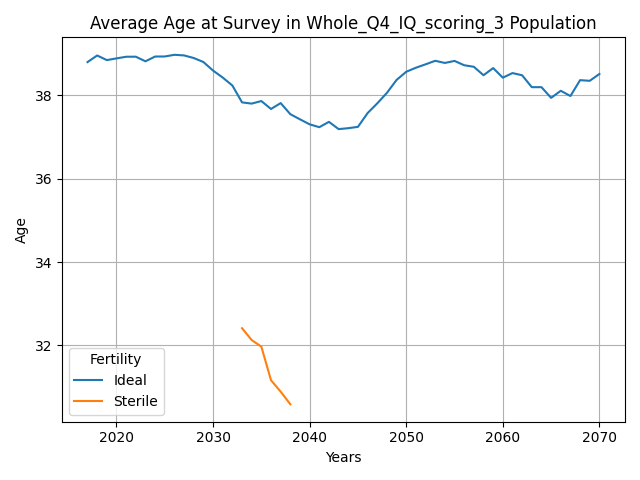 Average Age at Survey in Whole_Q4_IQ_scoring_3 Population
Age
38
36
34
32
Fertility
Ideal
Sterile
2020 2030 2040 2050 2060 2070
Years